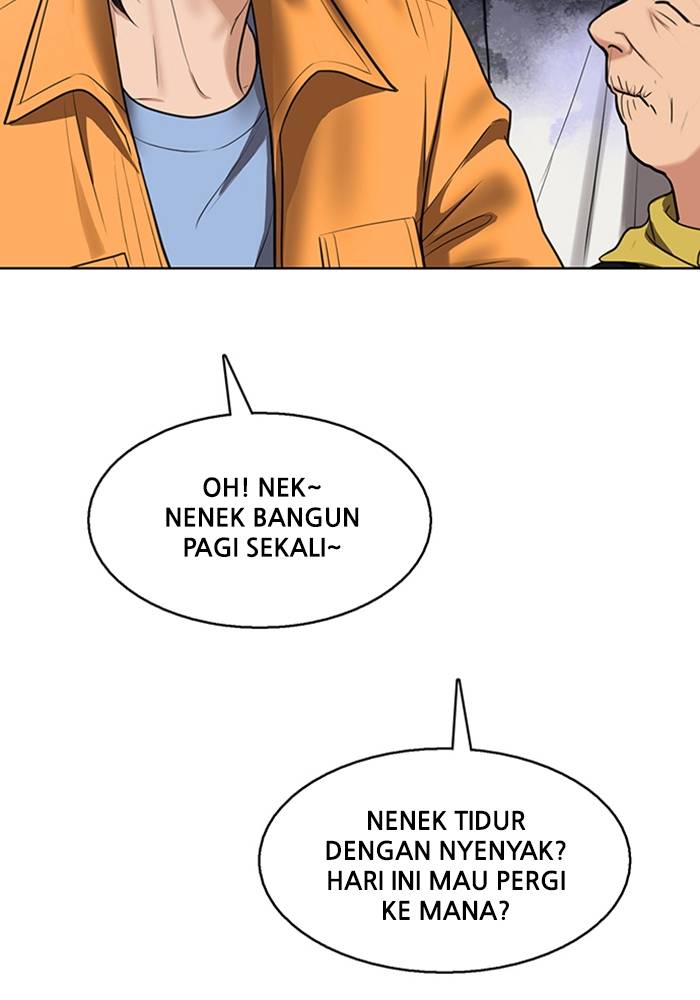 OH! NEK~
NENEK BANGUN
PAGI SEKALI~
NENEK TIDUR
DENGAN NYENYAK?
HARI INI MAU PERGI
KE MANA?